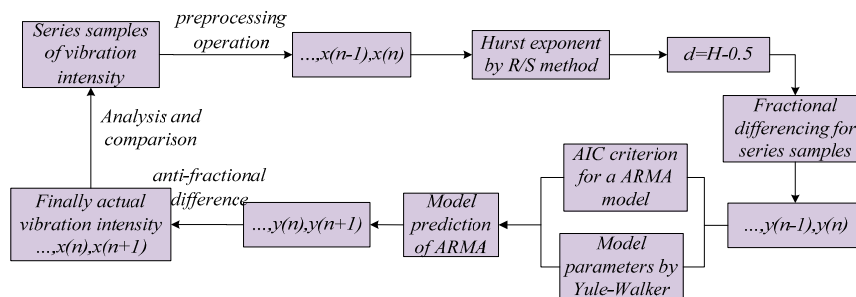 Series samples
of vibration
intensity
preprocessing
operation
...,x(n-1),x(n)
Hurst exponent
by R/S method
d=H-0.5
Fractional
differencing for
series samples
...,y(n-1),y(n)
AIC criterion
for a ARMA
model
Model
parameters by
Yule-Walker
Model
prediction
of ARMA
...,y(n),y(n+1)
anti-fractional
difference
Finally actual
vibration intensity
...,x(n),x(n+1)
Analysis and
comparison